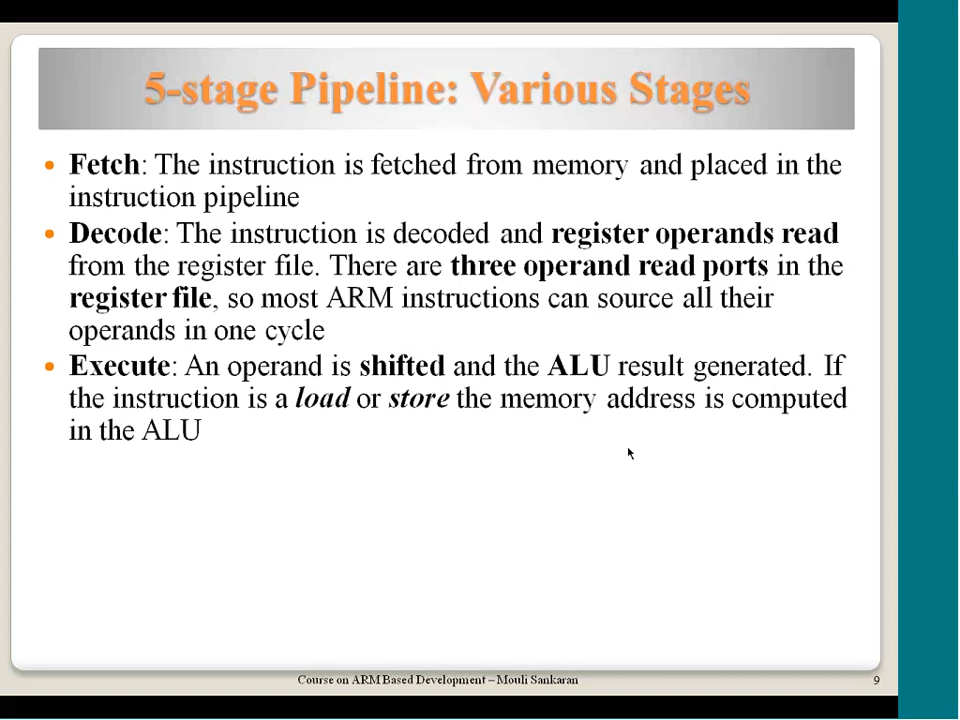 5-stage Pipeline: Various Stages
• Fetch: The instruction is fetched from memory and placed in the
instruction pipeline
• Decode: The instruction is decoded and register operands read
from the register file. There are three operand read ports in the
register file, so most ARM instructions can source all their
operands in one cycle
• Execute: An operand is shifted and the ALU result generated. If
the instruction is a load or store the memory address is computed
in the ALU
Course on ARM Based Development – Mouli Sankaran
9